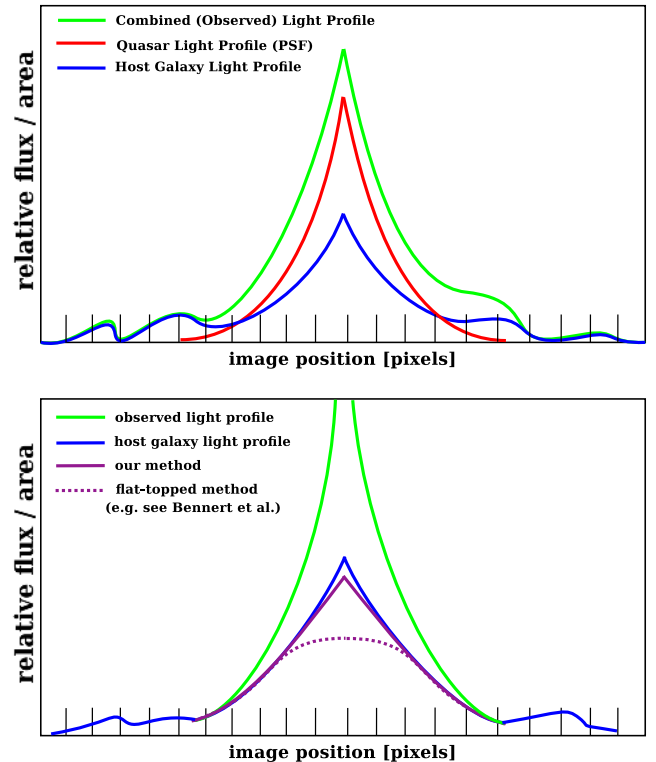 Combined (Observed) Light Profile
Quasar Light Profile (PSF)
Host Galaxy Light Profile
relative flux / area
image position [pixels]
observed light profile
host galaxy light profile
our method
flat-topped method
(e.g. see Bennert et al.)
relative flux / area
image position [pixels]